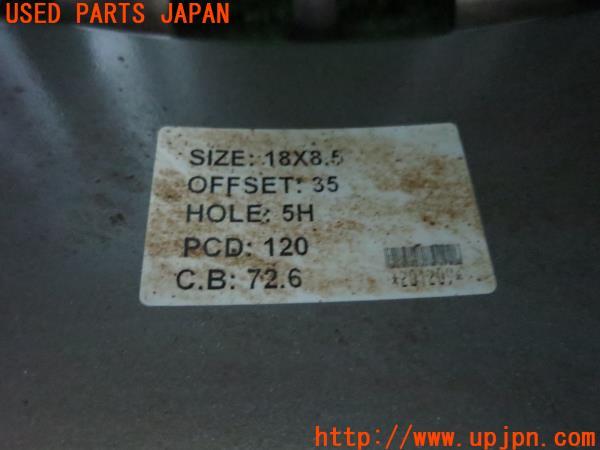 USED PARTS JAPAN
SIZE: 18X8.5
OFFSET: 35
HOLE: 5H
PCD: 120
C.B: 72.6
http://www.upjpn.com/